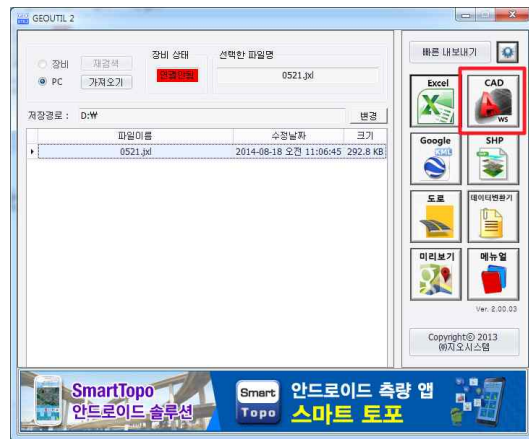 GEOUTIL 2
장비 재검색
PC 가져오기
장비 상태
연결안됨
선택한 파일명
0521.jxl
저장경로 : D:₩ 변경
파일이름 수정날짜 크기
0521.jxl 2014-08-18 오전 11:06:45 292.8 KB
빠른 내보내기
Excel
CAD
WS
Google
KML
SHP
도로
데이터변환기
미리보기
메뉴얼
Ver. 2.00.03
Copyright© 2013
㈜지오시스템
SmartTopo
안드로이드 솔루션
Smart
Topo
안드로이드 측량 앱
스마트 토포